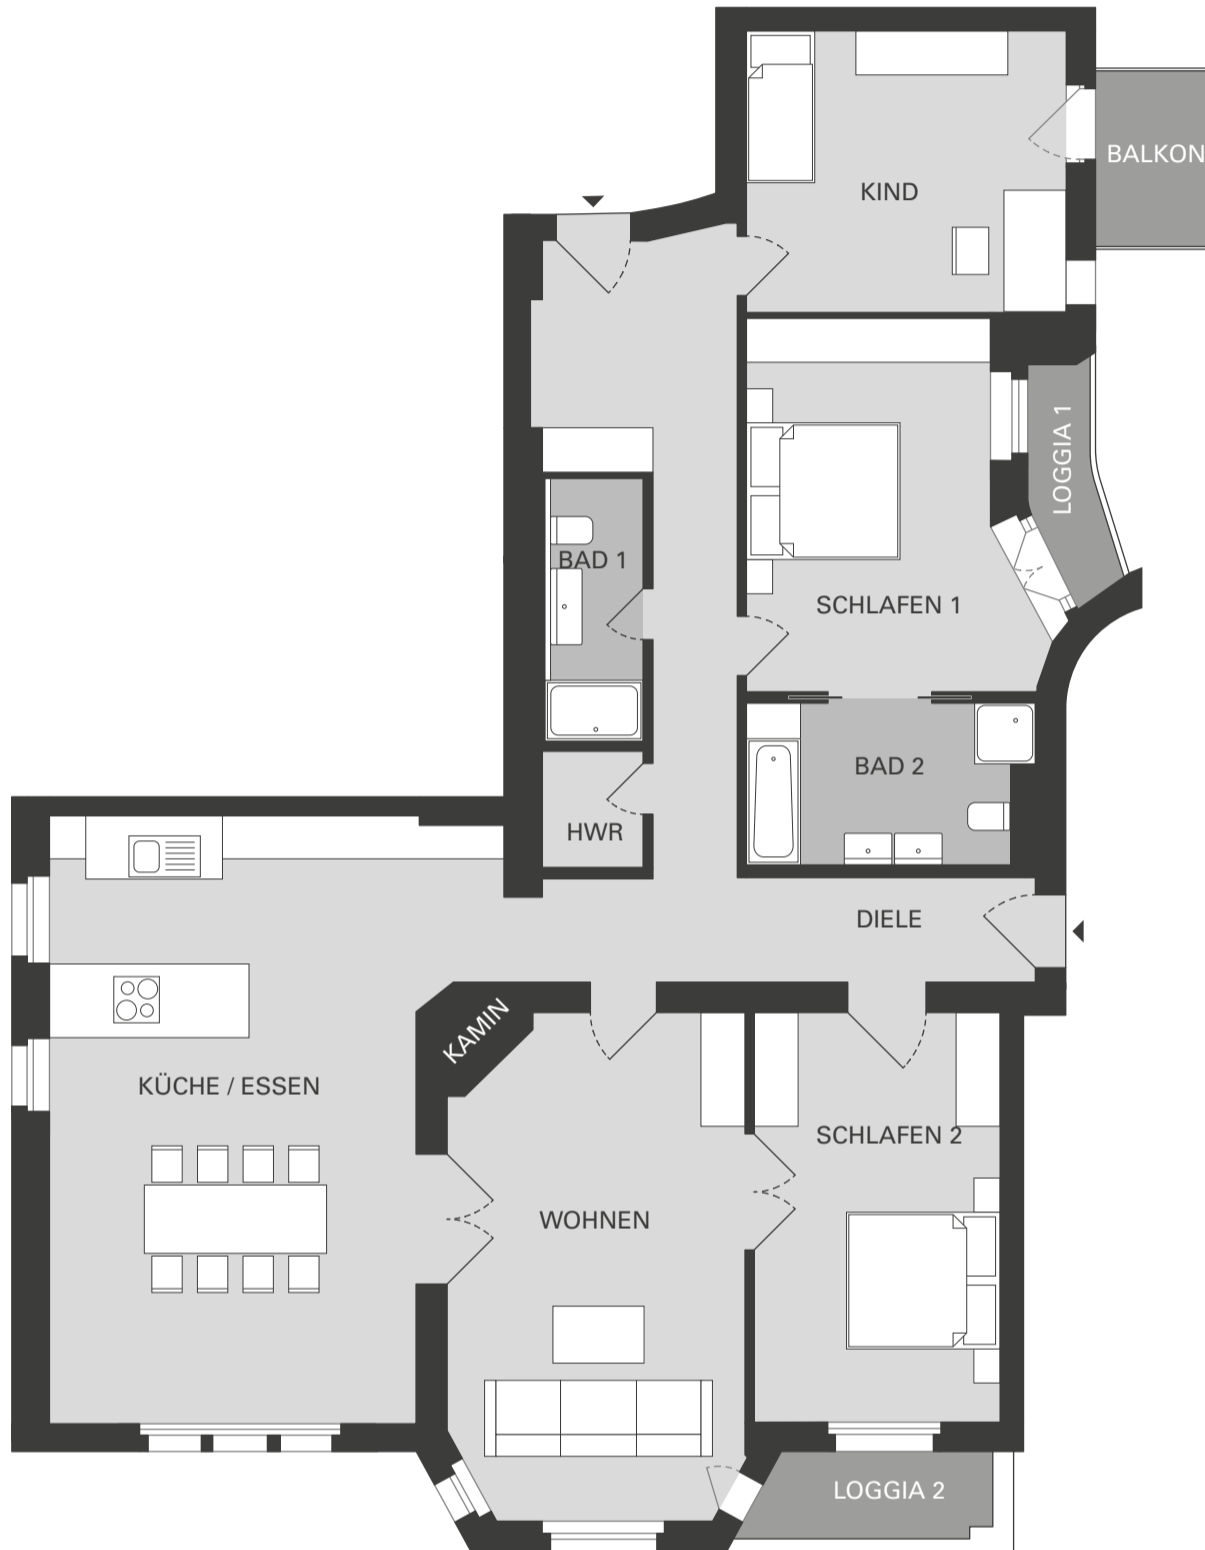 BALKON
KIND
LOGGIA 1
BAD 1
SCHLAFEN 1
BAD 2
HWR
DIELE
KAMIN
KÜCHE / ESSEN
SCHLAFEN 2
WOHNEN
LOGGIA 2